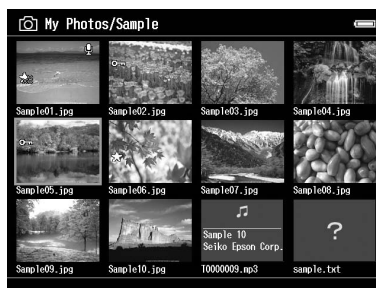 My Photos/Sample
Sample01.jpg
Sample02.jpg
Sample03.jpg
Sample04.jpg
Sample05.jpg
Sample06.jpg
Sample07.jpg
Sample08.jpg
Sample 10
Seiko Epson Corp.
?
Sample09.jpg
Sample10.jpg
T0000009.mp3
sample.txt